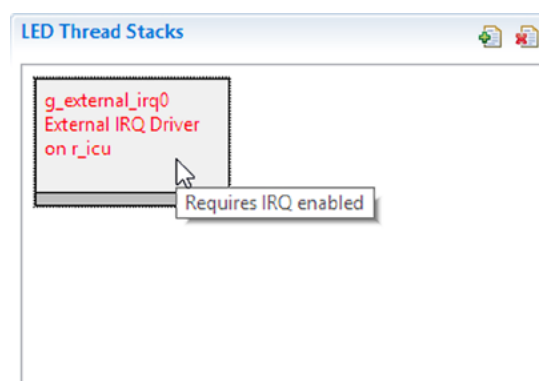 LED Thread Stacks
g_external_irq0
External IRQ Driver
on r_icu
Requires IRQ enabled